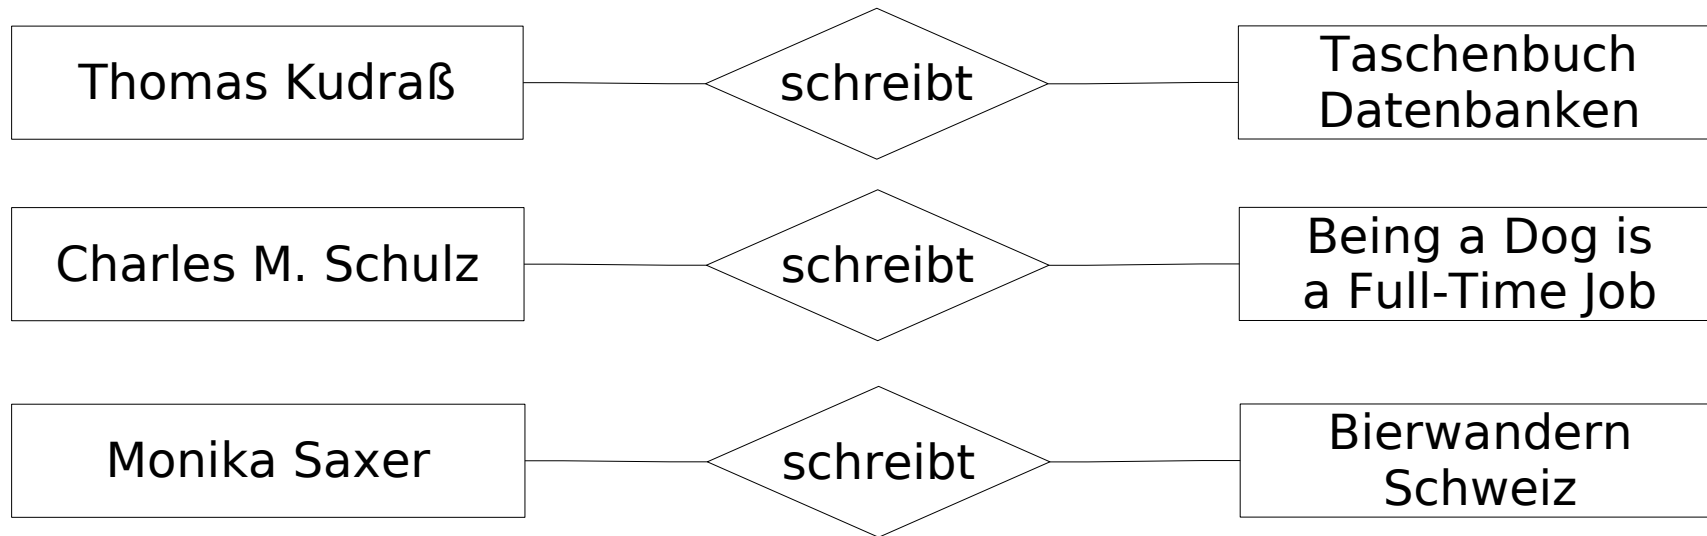 Thomas Kudraß
schreibt
Taschenbuch
Datenbanken
Charles M. Schulz
schreibt
Being a Dog is
a Full-Time Job
Monika Saxer
schreibt
Bierwandern
Schweiz